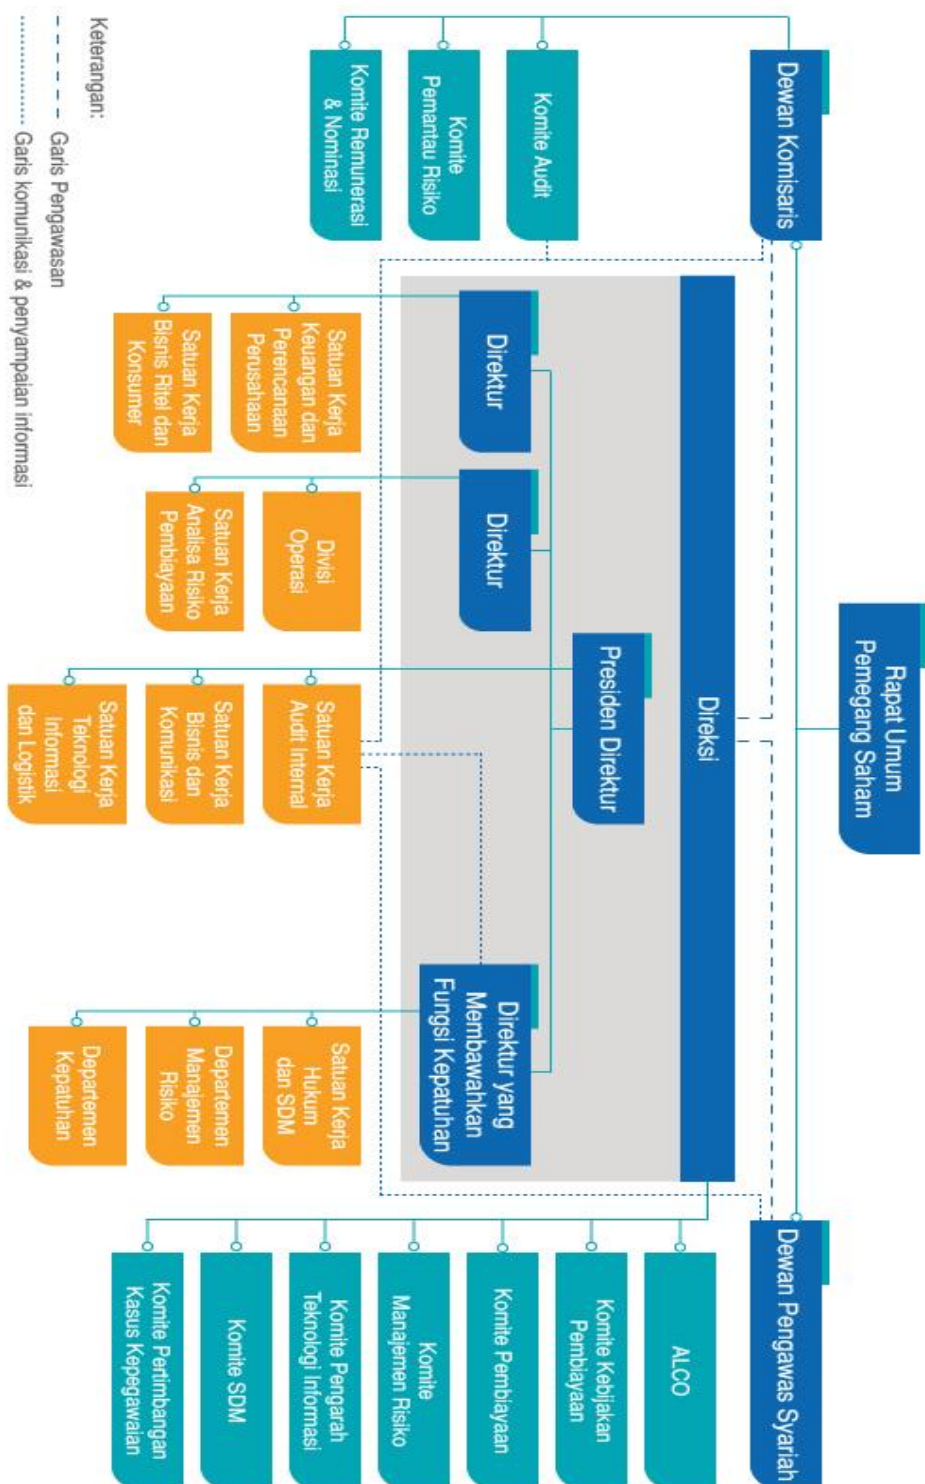 Rapat Umum
Pemegang Saham
Dewan Komisaris
Dewan Pengawas Syariah
Komite Audit
Komite
Pemantau Risiko
Komite Remunerasi
& Nominasi
Direksi
Presiden Direktur
Direktur
Direktur
Direktur yang
Membawahkan
Fungsi Kepatuhan
Satuan Kerja
Keuangan dan
Perencanaan
Perusahaan
Satuan Kerja
Bisnis Ritel dan
Konsumer
Divisi
Operasi
Satuan Kerja
Analisa Risiko
Pembiayaan
Satuan Kerja
Audit Internal
Satuan Kerja
Bisnis dan
Komunikasi
Satuan Kerja
Teknologi
Informasi
dan Logistik
Satuan Kerja
Hukum
dan SDM
Departemen
Manajemen
Risiko
Departemen
Kepatuhan
ALCO
Komite Kebijakan
Pembiayaan
Komite Pembiayaan
Komite
Manajemen Risiko
Komite Pengarah
Teknologi Informasi
Komite SDM
Komite Pertimbangan
Kasus Kepegawaian
Keterangan:
Garis Pengawasan
Garis komunikasi & penyampaian informasi